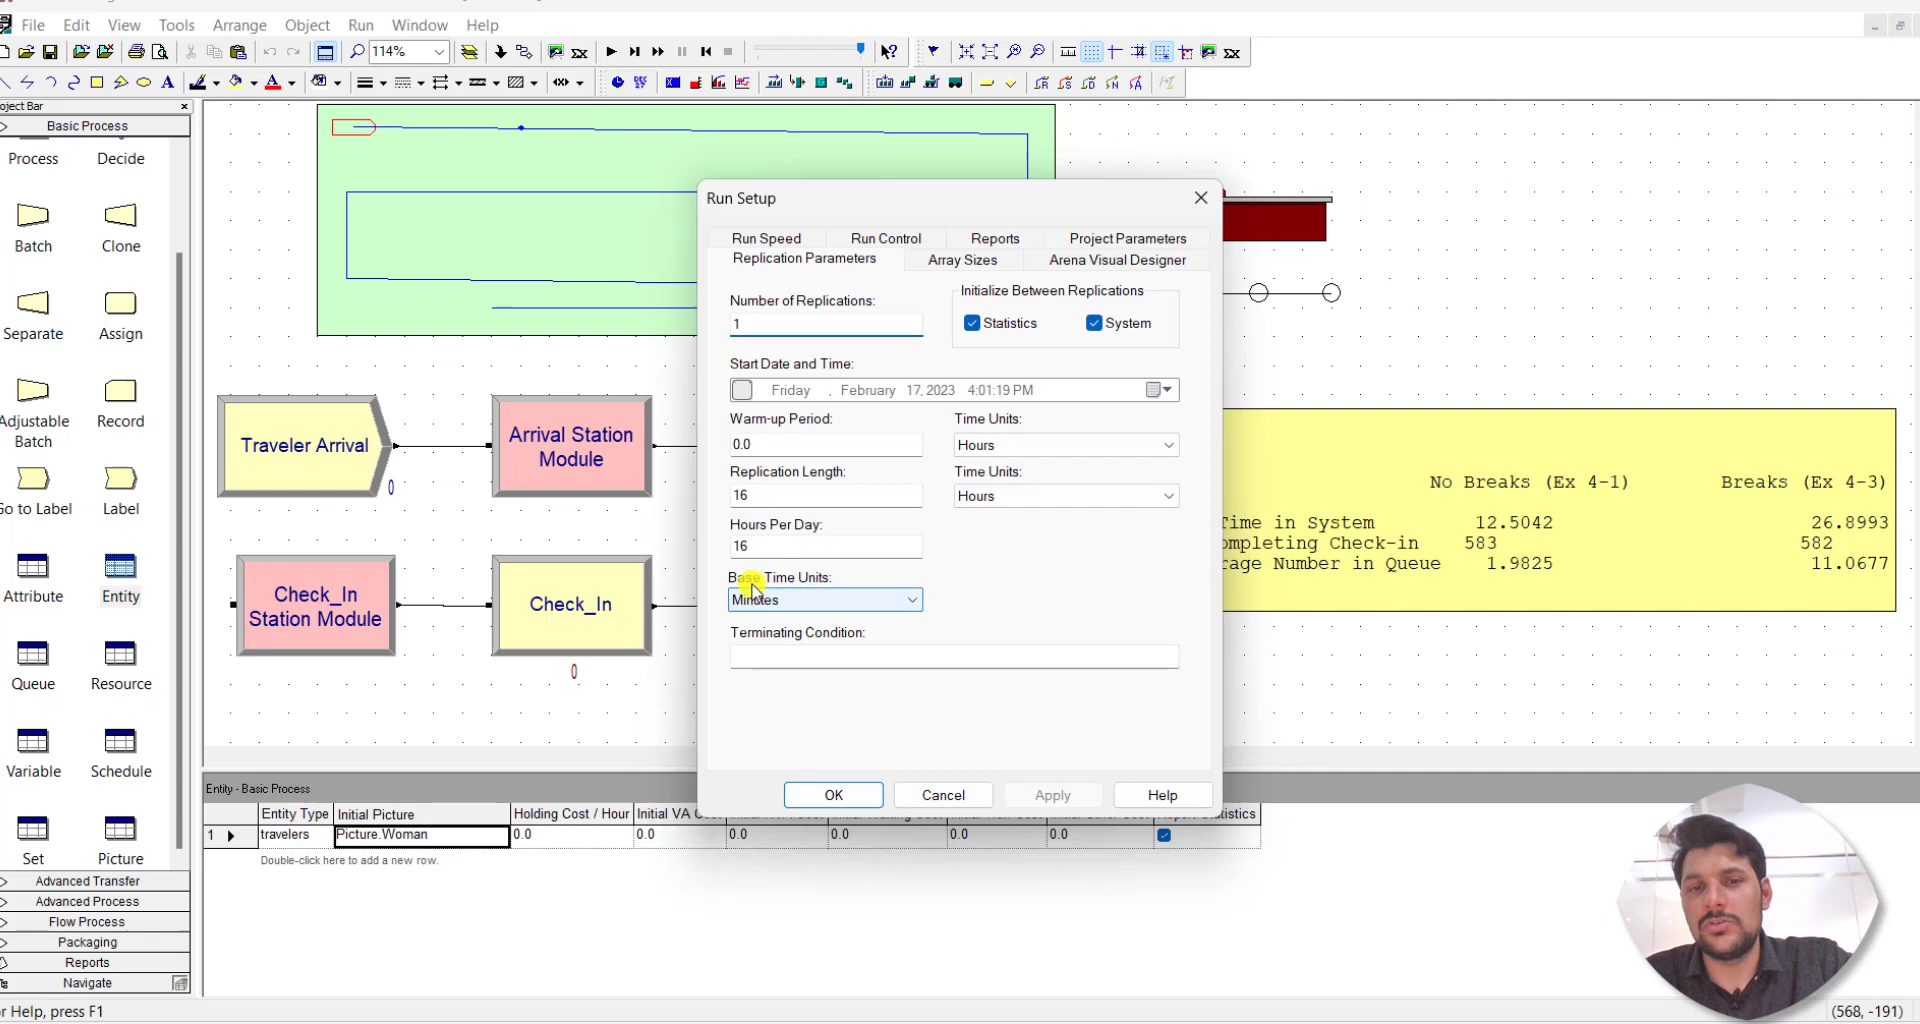 File Edit View Tools Arrange Object Run Window Help
114%
oject Bar
Basic Process
Process Decide
Batch Clone
Separate Assign
Adjustable Batch Record
Go to Label Label
Attribute Entity
Queue Resource
Variable Schedule
Set Picture
Advanced Transfer
Advanced Process
Flow Process
Packaging
Reports
Navigate
Traveler Arrival
0
Arrival Station
Module
Check_In
Station Module
Check_In
0
Run Setup
Run Speed Run Control Reports Project Parameters
Replication Parameters Array Sizes Arena Visual Designer
Number of Replications:
1
Initialize Between Replications
Statistics System
Start Date and Time:
Friday , February 17, 2023 4:01:19 PM
Warm-up Period: Time Units:
0.0 Hours
Replication Length: Time Units:
16 Hours
Hours Per Day:
16
Base Time Units:
Minutes
Terminating Condition:
OK Cancel Apply Help
No Breaks (Ex 4-1) Breaks (Ex 4-3)
Time in System 12.5042 26.8993
ompleting Check-in 583 582
rage Number in Queue 1.9825 11.0677
Entity - Basic Process
Entity Type Initial Picture Holding Cost / Hour Initial VA
1 travelers Picture.Woman 0.0 0.0 0.0 0.0 0.0 0.0
Double-click here to add a new row.
or Help, press F1
(568, -191)